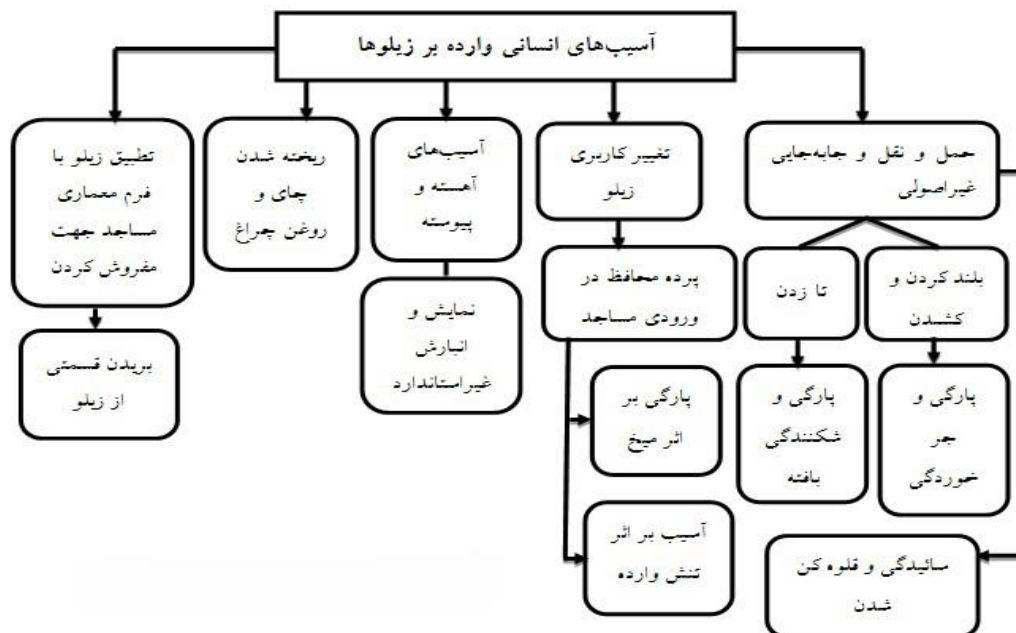 آسیب‌های انسانی وارده بر زیلوها
حمل و نقل و جابه‌جایی
غیراصولی
تغییر کاربری
زیلو
آسیب‌های
آهسته و
پیوسته
ریخته شدن
چای و
روغن چراغ
تطبیق زیلو با
فرم معماری
مساجد جهت
مفروش کردن
بلند کردن و
کشدن
تا زدن
پرده محافظ در
ورودی مساجد
نمایش و
انبارش
غیراستاندارد
بریدن قسمتی
از زیلو
پارگی و
جر
خوردگی
پارگی و
شکنندگی
بافته
پارگی بر
اثر میخ
آسیب بر اثر
تنش وارده
سائیدگی و قلوه کن
شدن